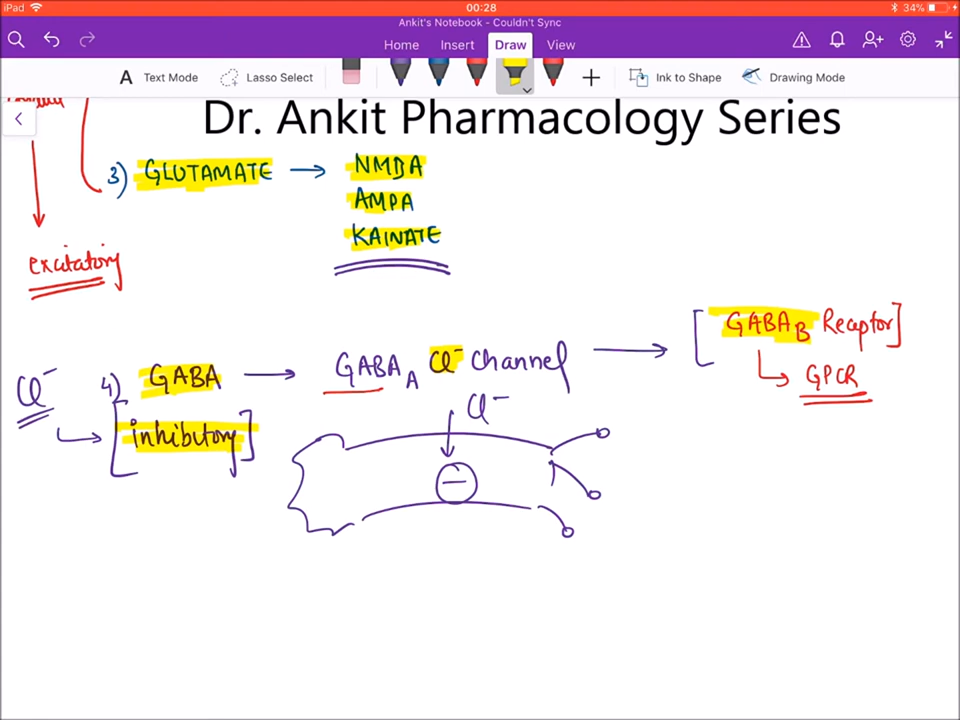 iPad 00:28 34%
Ankit's Notebook - Couldn't Sync
Home Insert Draw View
A Text Mode Lasso Select Ink to Shape Drawing Mode
Dr. Ankit Pharmacology Series
3) GLUTAMATE → NMDA
AMPA
KAINATE
excitatory
[GABA B Receptor]
GPCR
Cl⁻ 4) GABA → GABA A Cl⁻ Channel →
[inhibitory]
Cl⁻
−